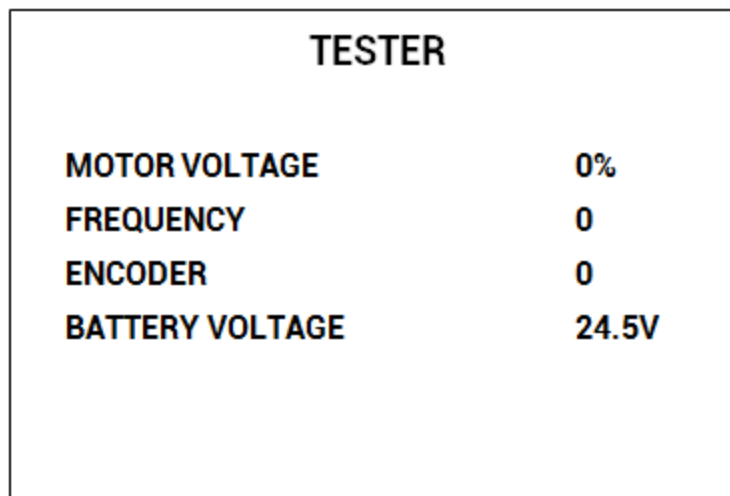 TESTER
MOTOR VOLTAGE 0%
FREQUENCY 0
ENCODER 0
BATTERY VOLTAGE 24.5V